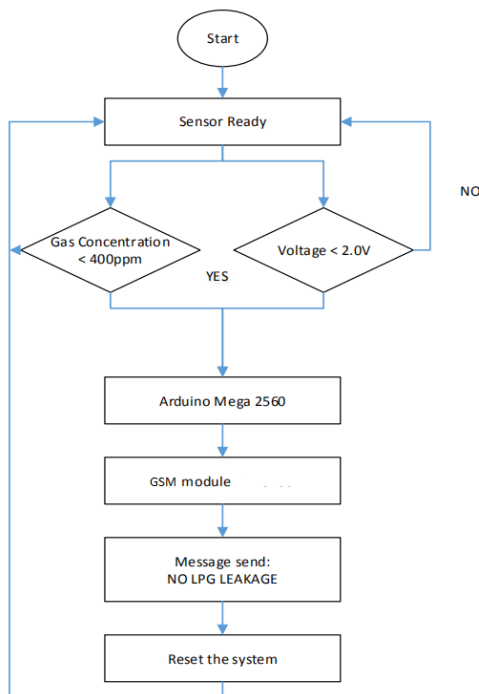 Start
Sensor Ready
NO
Gas Concentration
< 400ppm
Voltage < 2.0V
YES
Arduino Mega 2560
GSM module
Message send:
NO LPG LEAKAGE
Reset the system